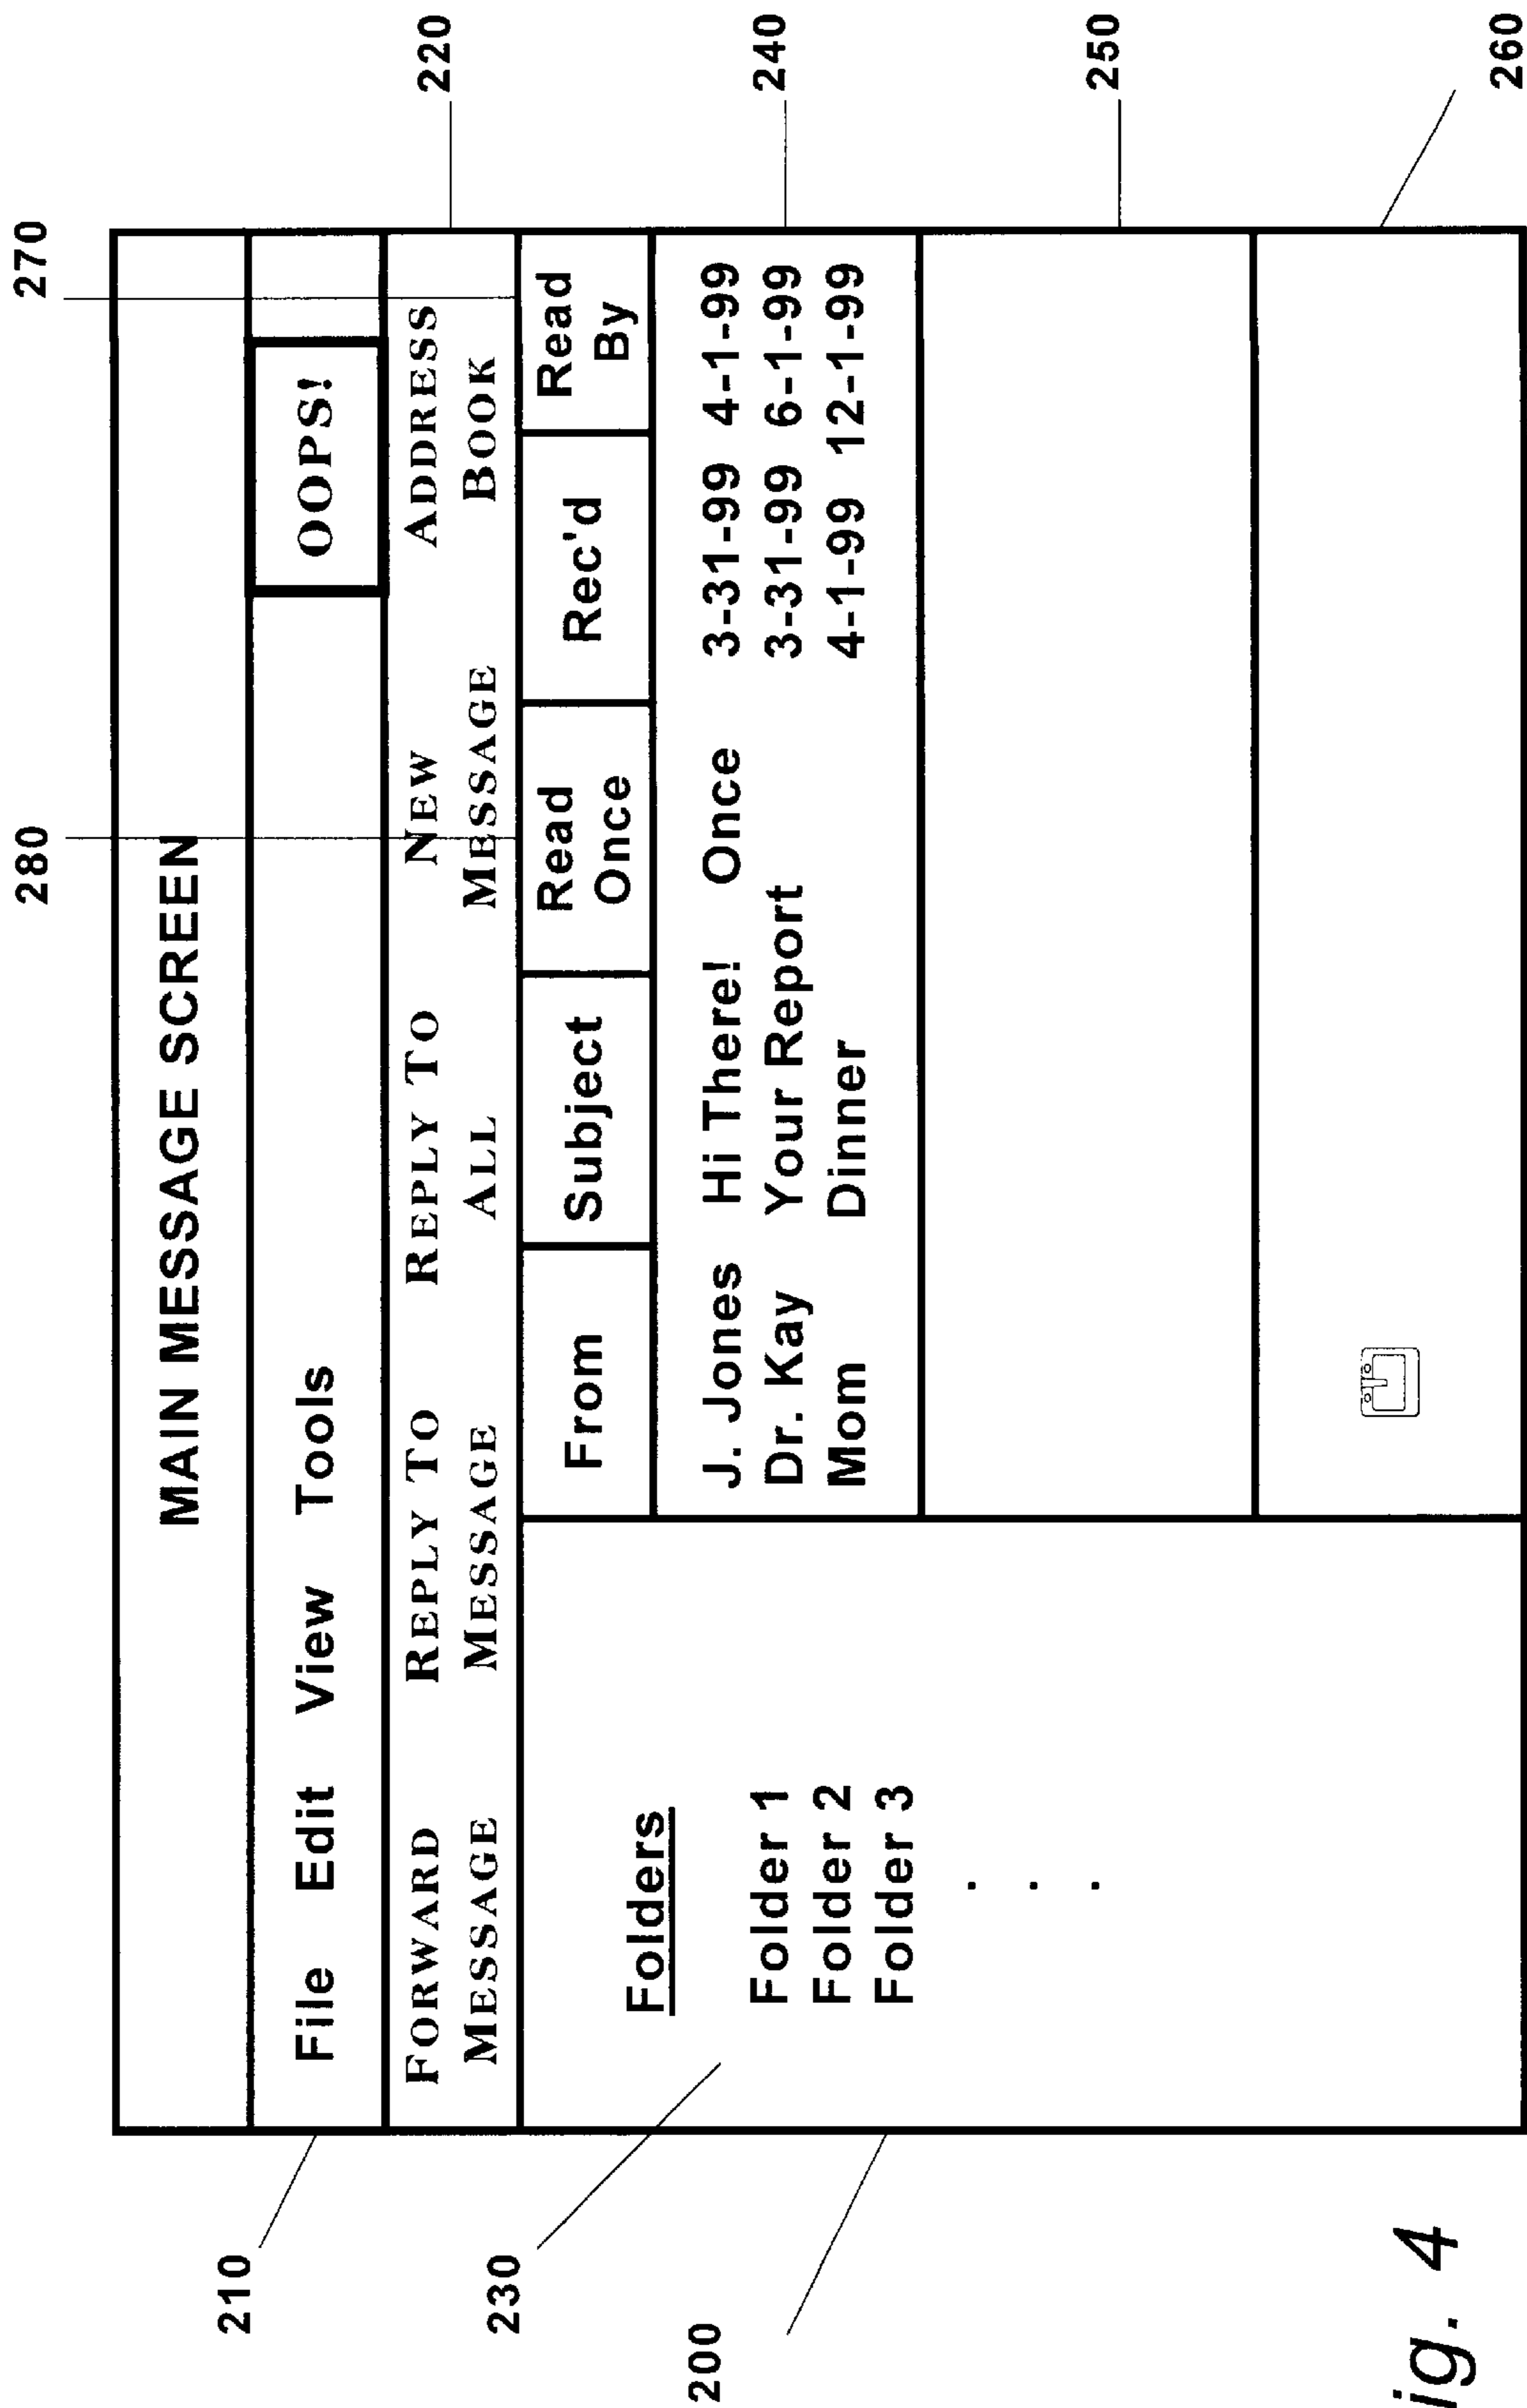 280
270
MAIN MESSAGE SCREEN
210
File Edit View Tools
OOPS!
FORWARD MESSAGE
REPLY TO MESSAGE
REPLY TO ALL
NEW MESSAGE
ADDRESS BOOK
220
230
From
Subject
Read Once
Rec'd
Read By
Folders
J. Jones Hi There! Once 3-31-99 4-1-99
240
Dr. Kay Your Report 3-31-99 6-1-99
Mom Dinner 4-1-99 12-1-99
200
Folder 1
Folder 2
Folder 3
.
.
.
250
260
ig. 4